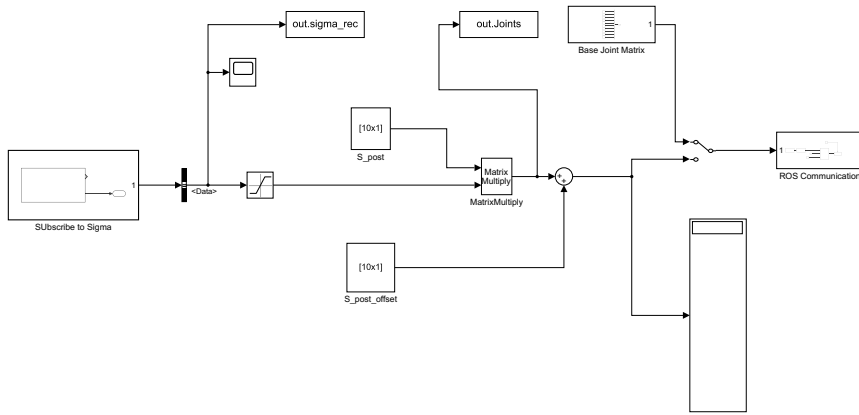 out.sigma_rec
out.Joints
1
Base Joint Matrix
[10x1]
S_post
1
<Data>
SUbscribe to Sigma
Matrix
Multiply
MatrixMultiply
+
+
1
ROS Communication
[10x1]
S_post_offset